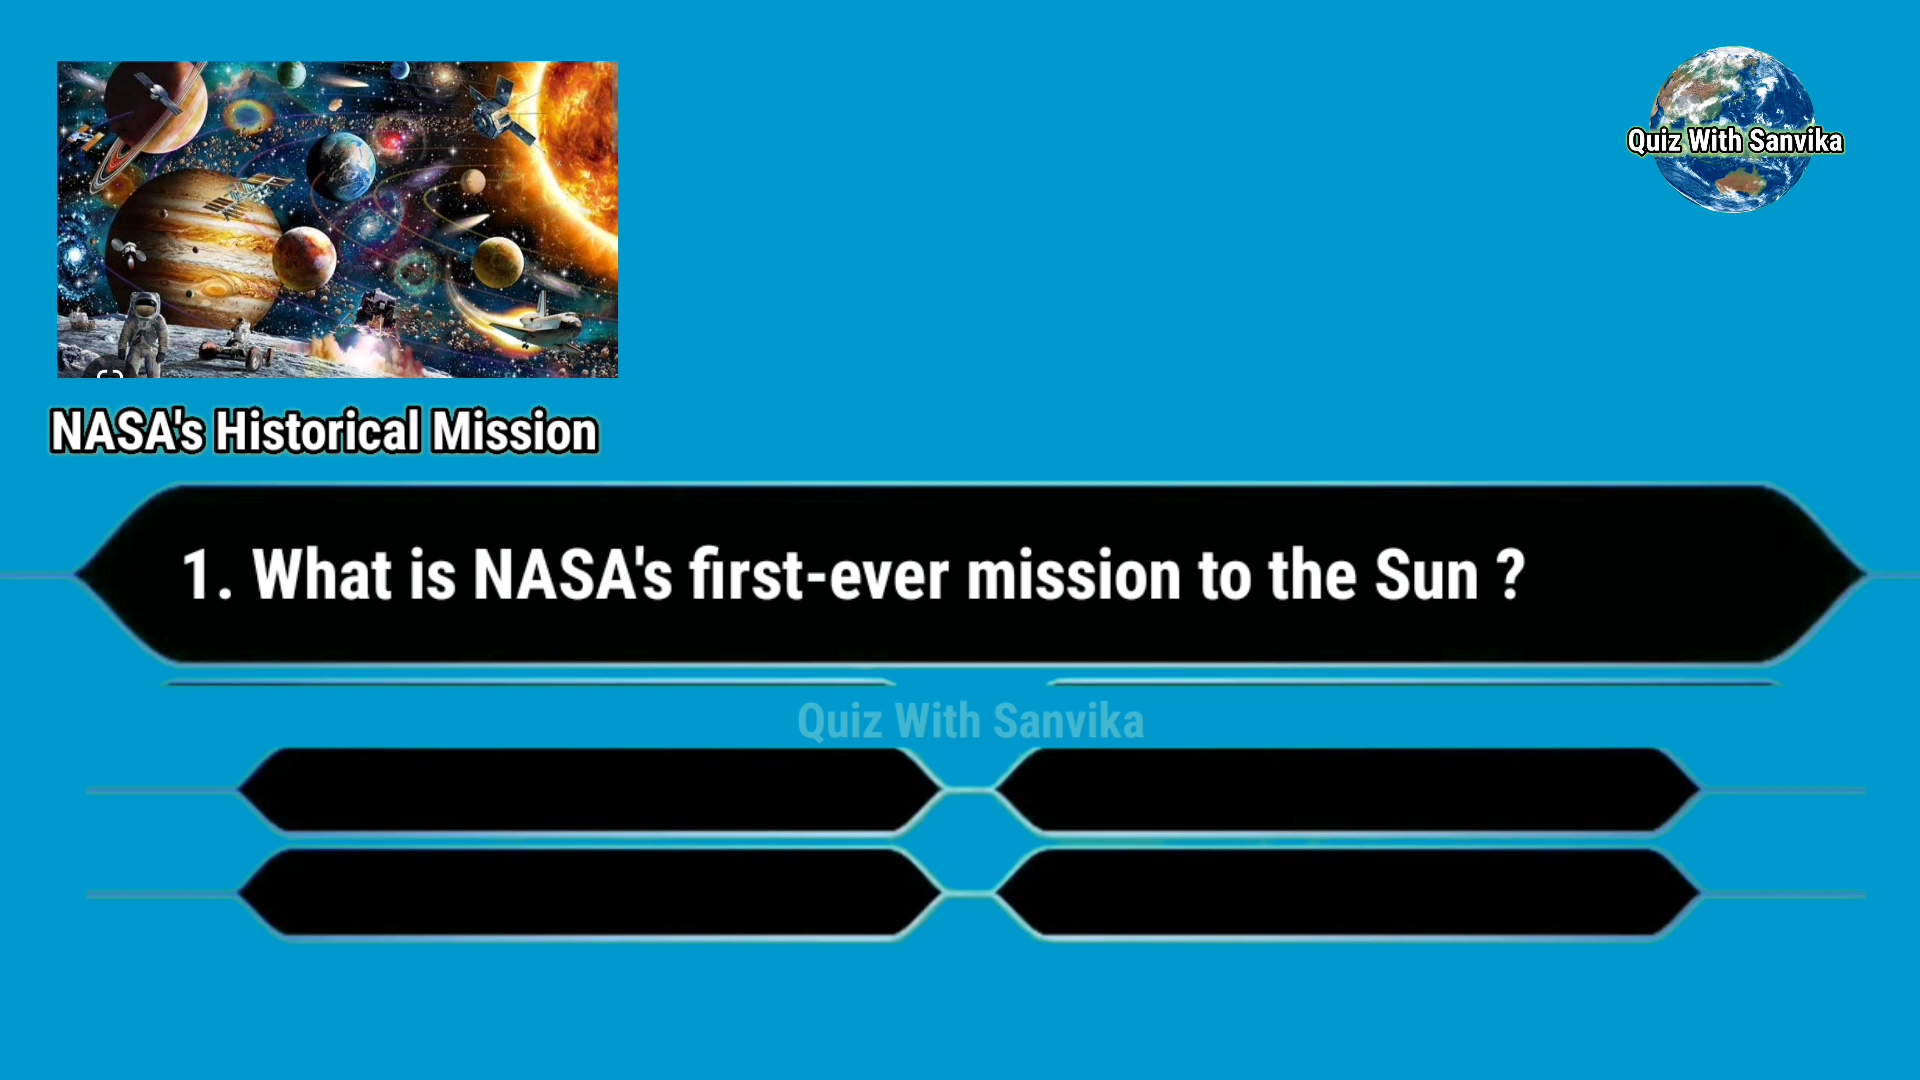 Quiz With Sanvika
NASA's Historical Mission
1. What is NASA's first-ever mission to the Sun ?
Quiz With Sanvika